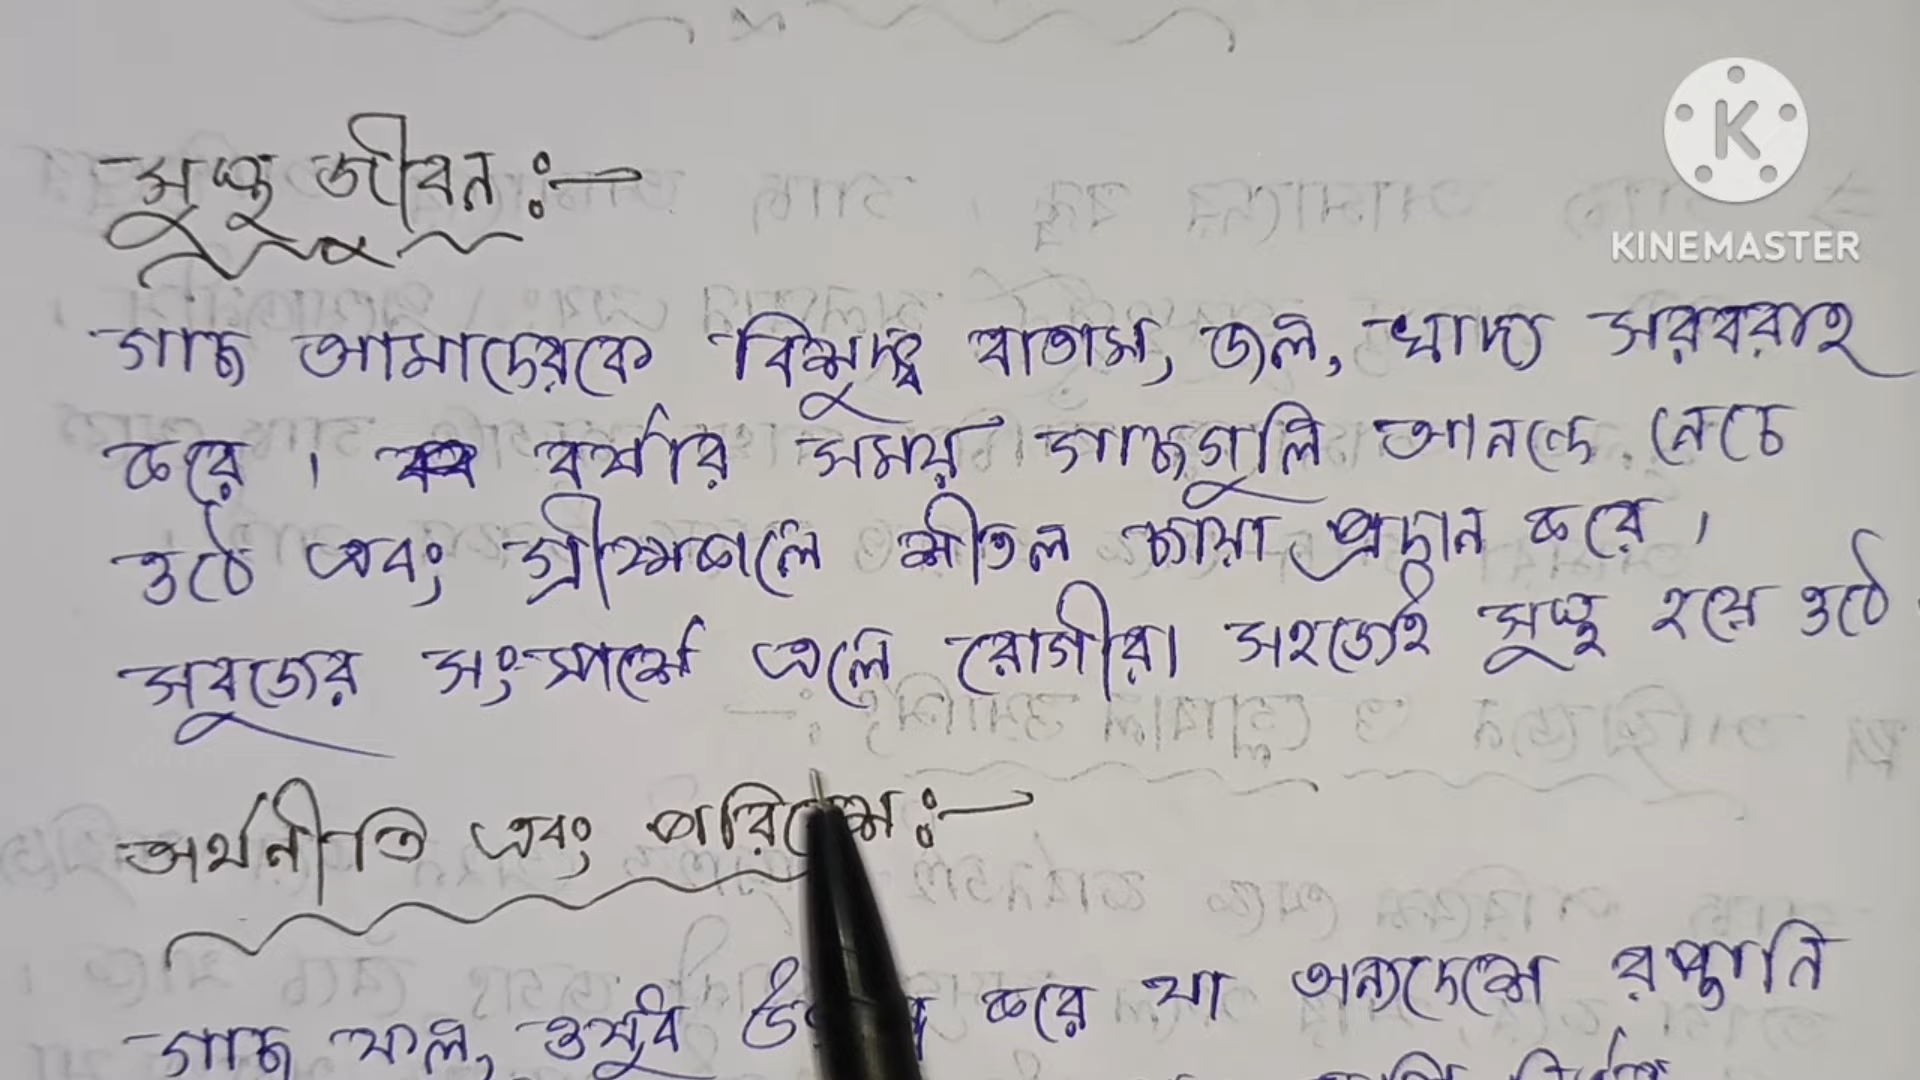 সুস্থ জীবন :—
KINEMASTER
গাছ আমাদেরকে বিশুদ্ধ বাতাস, জল, খাদ্য সরবরাহ
করে । বর্ষার সময় গাছগুলি আনন্দে নেচে
ওঠে এবং গ্রীষ্মকালে শীতল ছায়া প্রদান করে ।
সবুজের সংস্পর্শে এলে রোগীরা সহজেই সুস্থ হয়ে ওঠে
অর্থনীতি এবং পরিবেশ :—
গাছ ফল, ওষুধ করে যা অন্যদেশে রপ্তানি